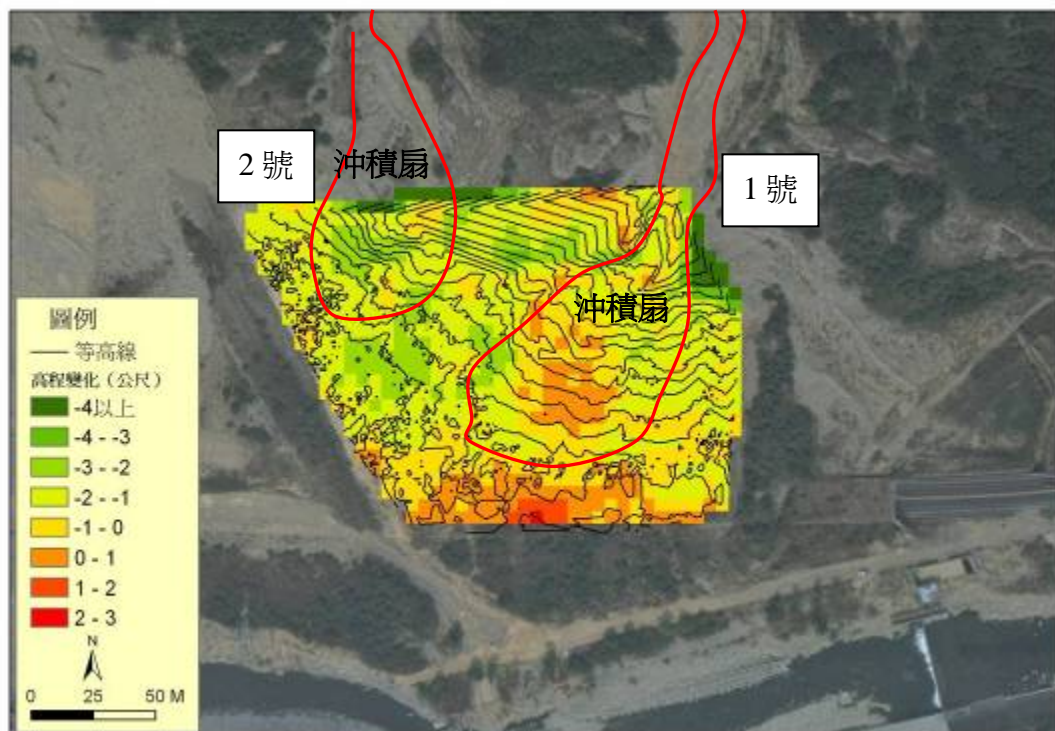 2 號
沖積扇
1 號
沖積扇
圖例
等高線
高程變化（公尺）
-4以上
-4 - -3
-3 - -2
-2 - -1
-1 - 0
0 - 1
1 - 2
2 - 3
N
0 25 50 M